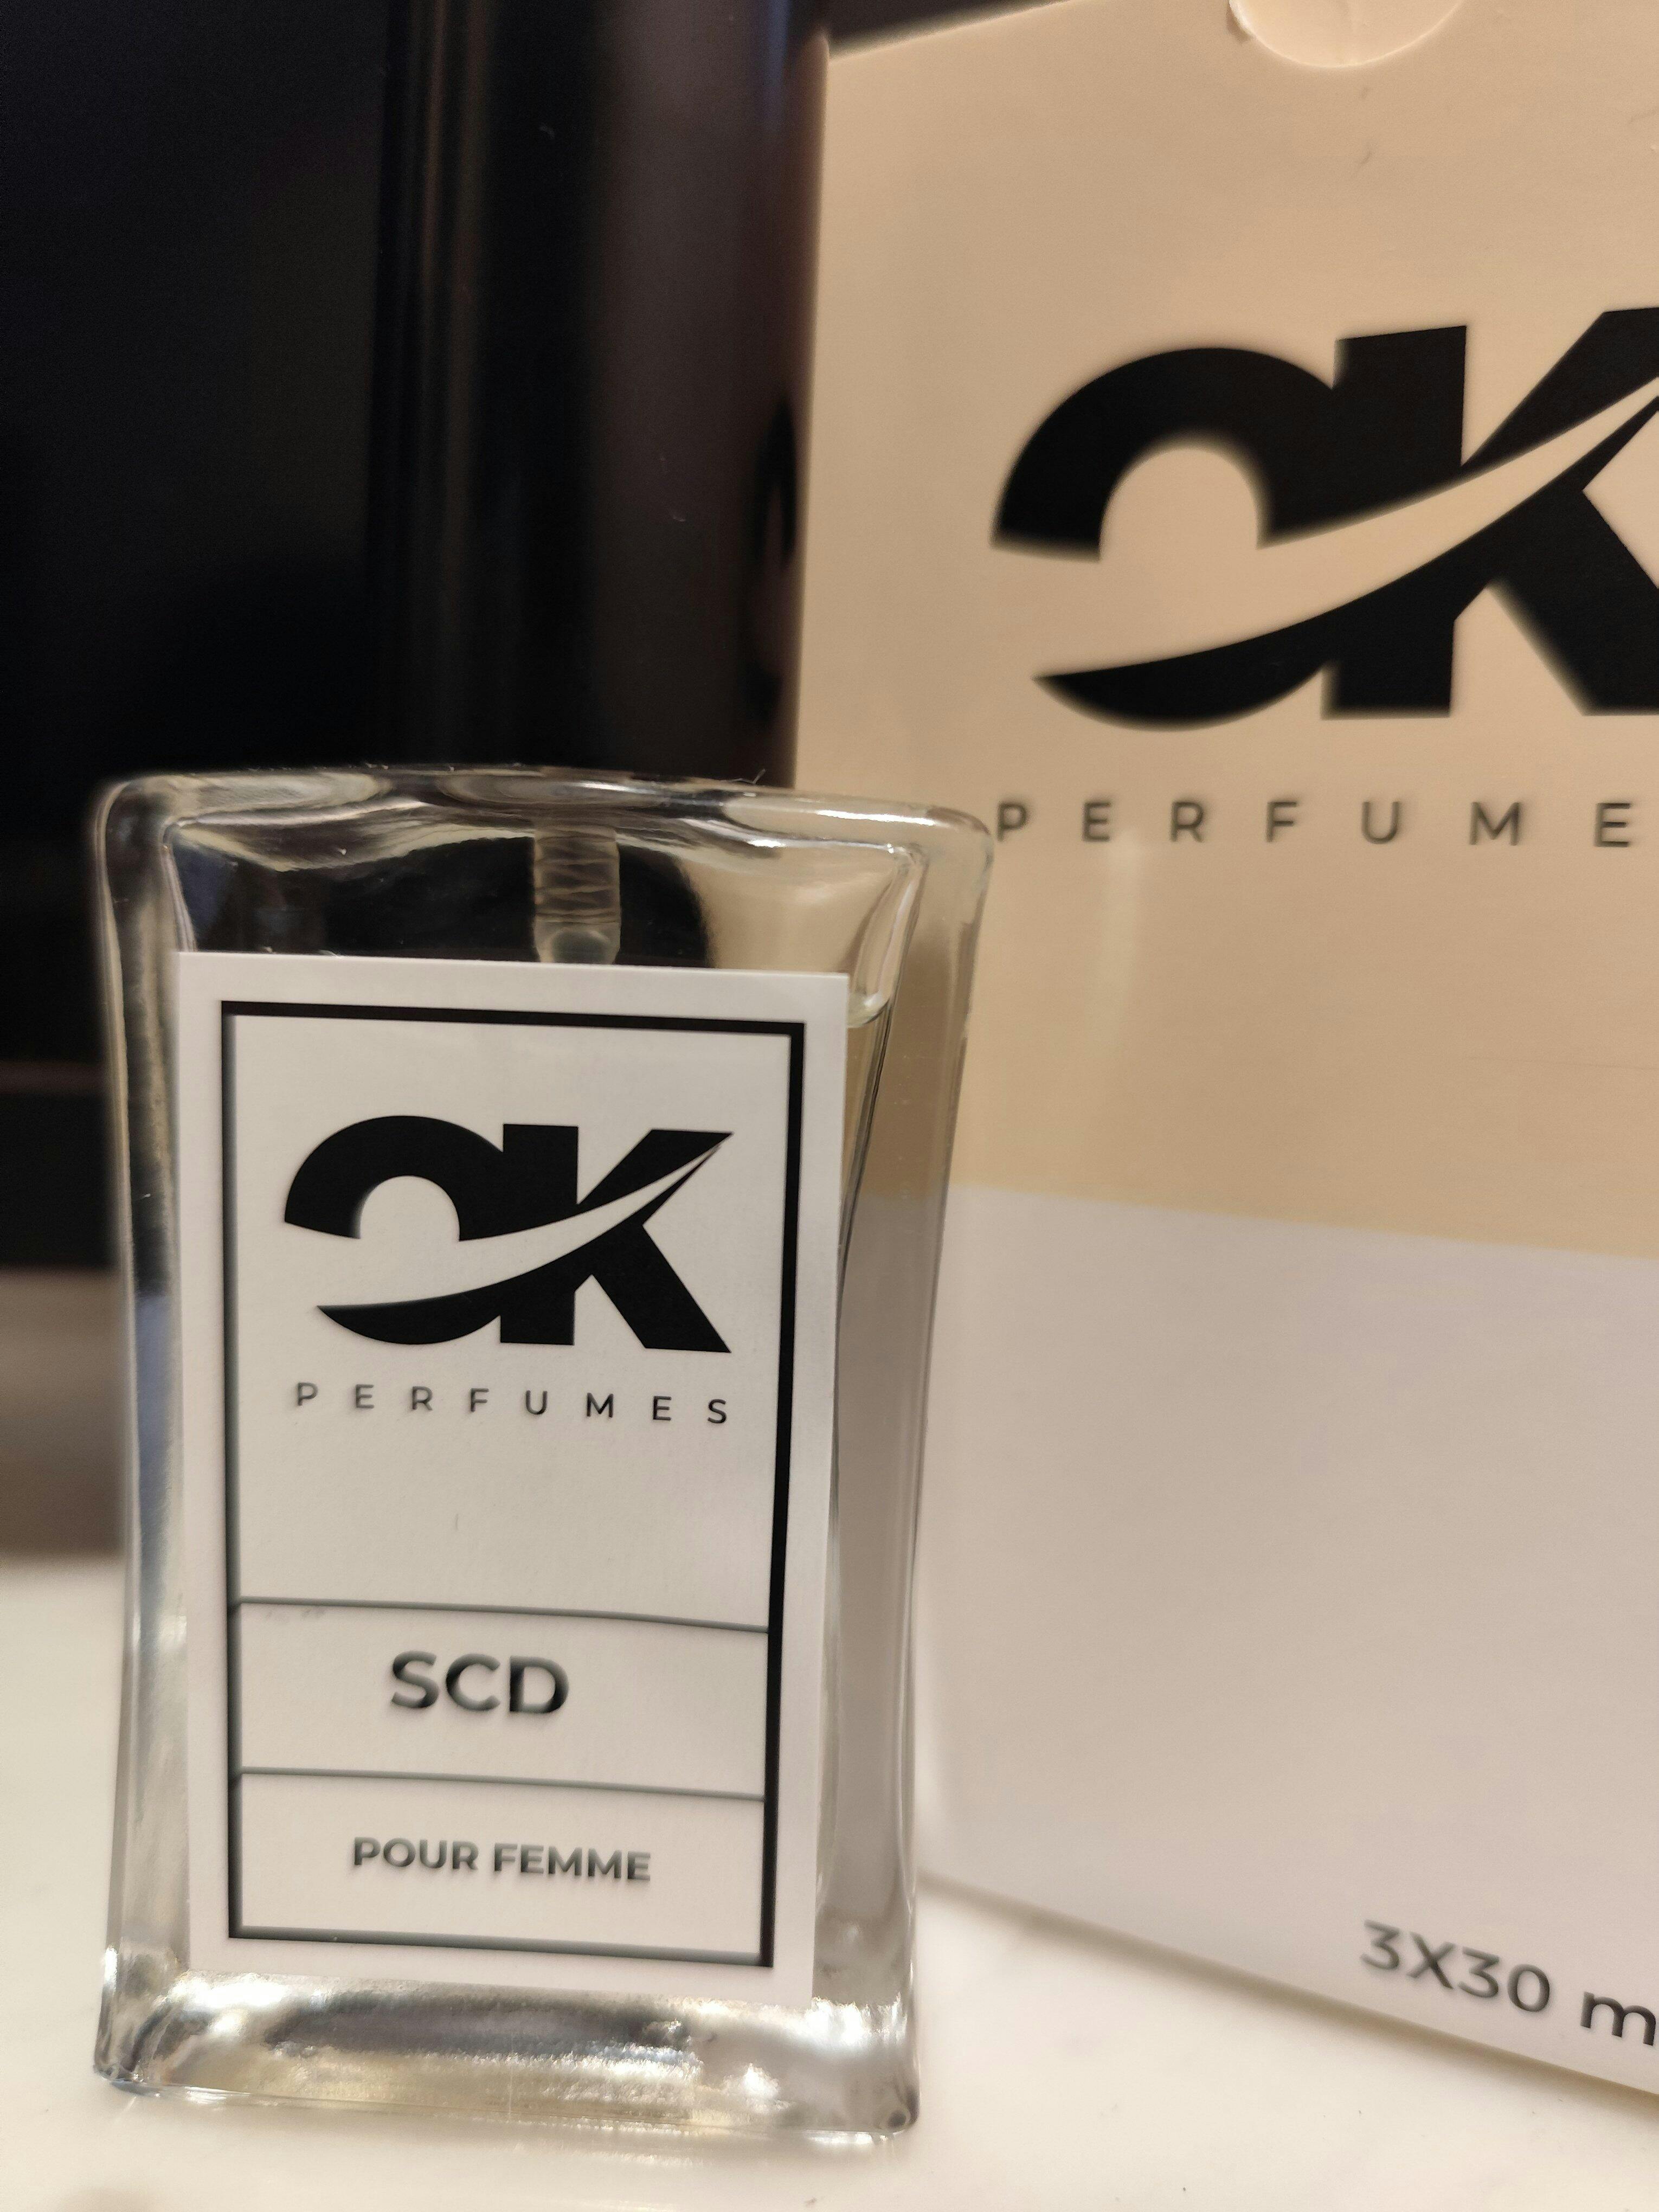 OK
PERFUMES
SCD
POUR FEMME
OK
PERFUME
3X30 m